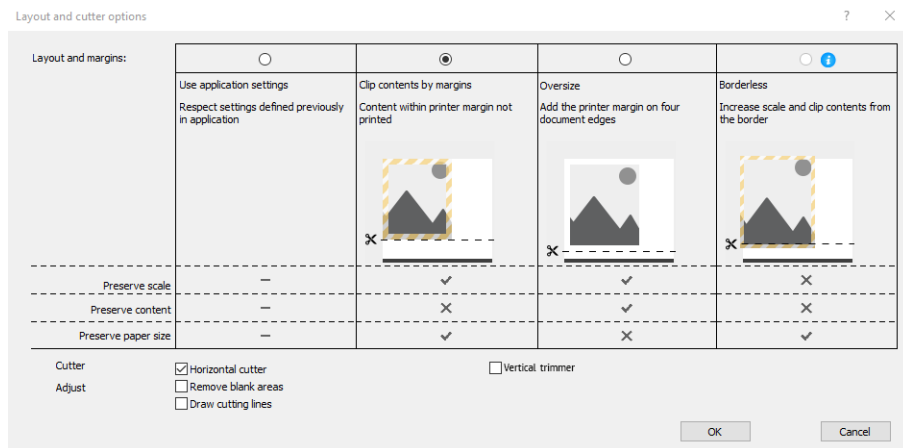 Layout and cutter options
Layout and margins:
Use application settings
Respect settings defined previously
in application
Clip contents by margins
Content within printer margin not
printed
Oversize
Add the printer margin on four
document edges
Borderless
Increase scale and clip contents from
the border
Preserve scale
Preserve content
Preserve paper size
Cutter
Horizontal cutter
Vertical trimmer
Adjust
Remove blank areas
Draw cutting lines
OK
Cancel